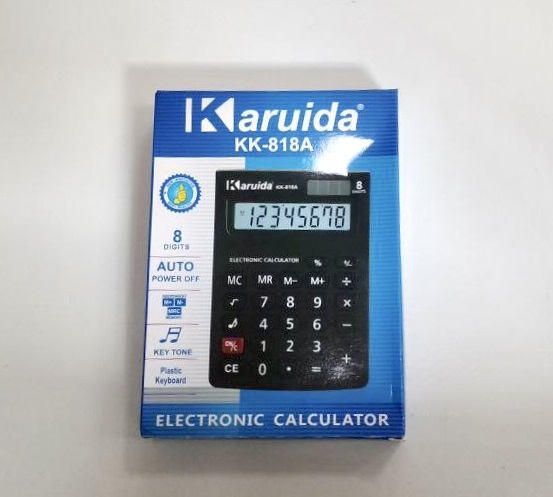 Karuida®
KK-818A
8
DIGITS
AUTO
POWER OFF
M+ M-
MRC
KEY TONE
Plastic
Keyboard
Karuida KK-818A
8
DIGITS
12345678
ELECTRONIC CALCULATOR
% +/-
MC MR M− M+ ÷
√ 7 8 9 ×
4 5 6 −
1 2 3 +
CE 0 • =
ELECTRONIC CALCULATOR